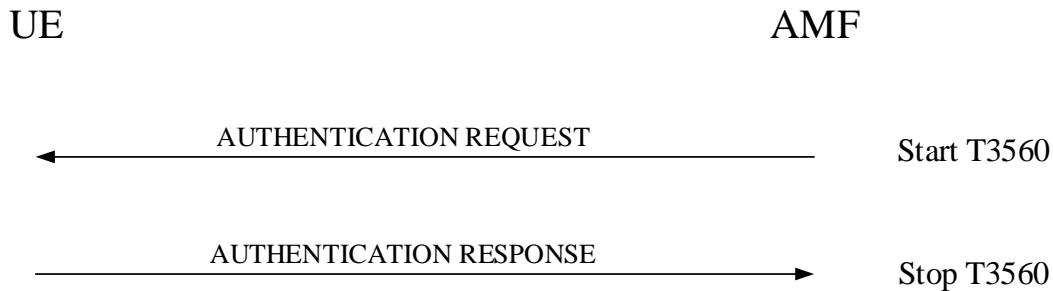 UE AMF
AUTHENTICATION REQUEST Start T3560
AUTHENTICATION RESPONSE Stop T3560